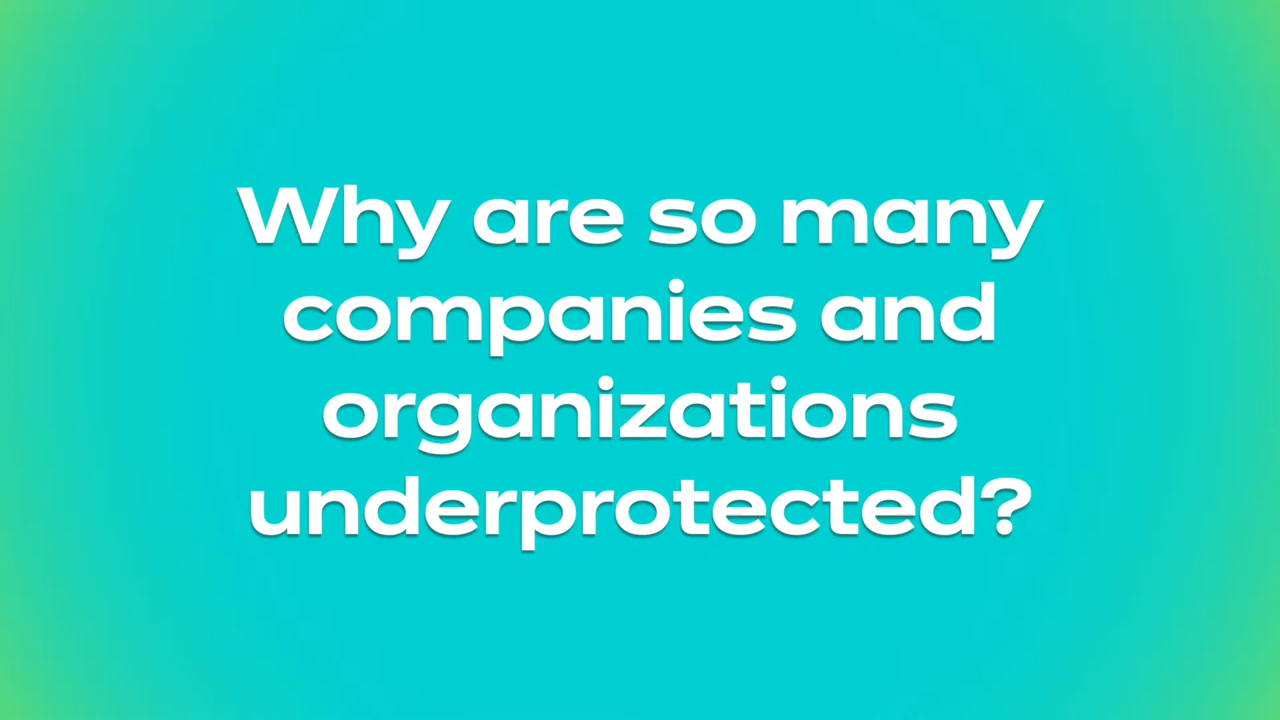 Why are so many
companies and
organizations
underprotected?